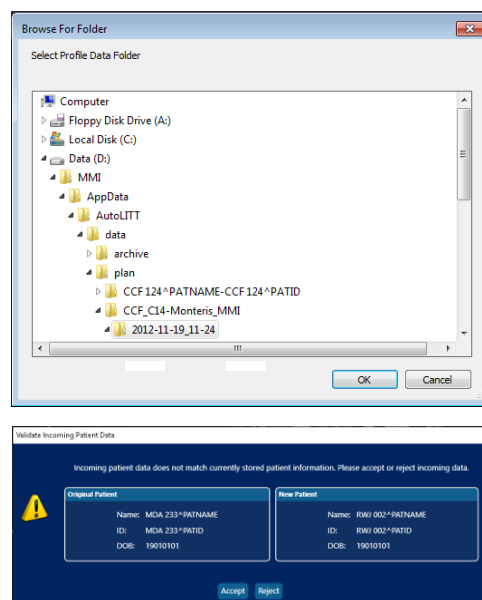 Browse For Folder
Select Profile Data Folder
Computer
Floppy Disk Drive (A:)
Local Disk (C:)
Data (D:)
MMI
AppData
AutoLITT
data
archive
plan
CCF 124^PATNAME-CCF 124^PATID
CCF_C14-Monteris_MMI
2012-11-19_11-24
OK Cancel
Validate Incoming Patient Data
Incoming patient data does not match currently stored patient information. Please accept or reject incoming data.
Original Patient New Patient
Name: MDA 233^PATNAME Name: RWJ 002^PATNAME
ID: MDA 233^PATID ID: RWJ 002^PATID
DOB: 19010101 DOB: 19010101
Accept Reject